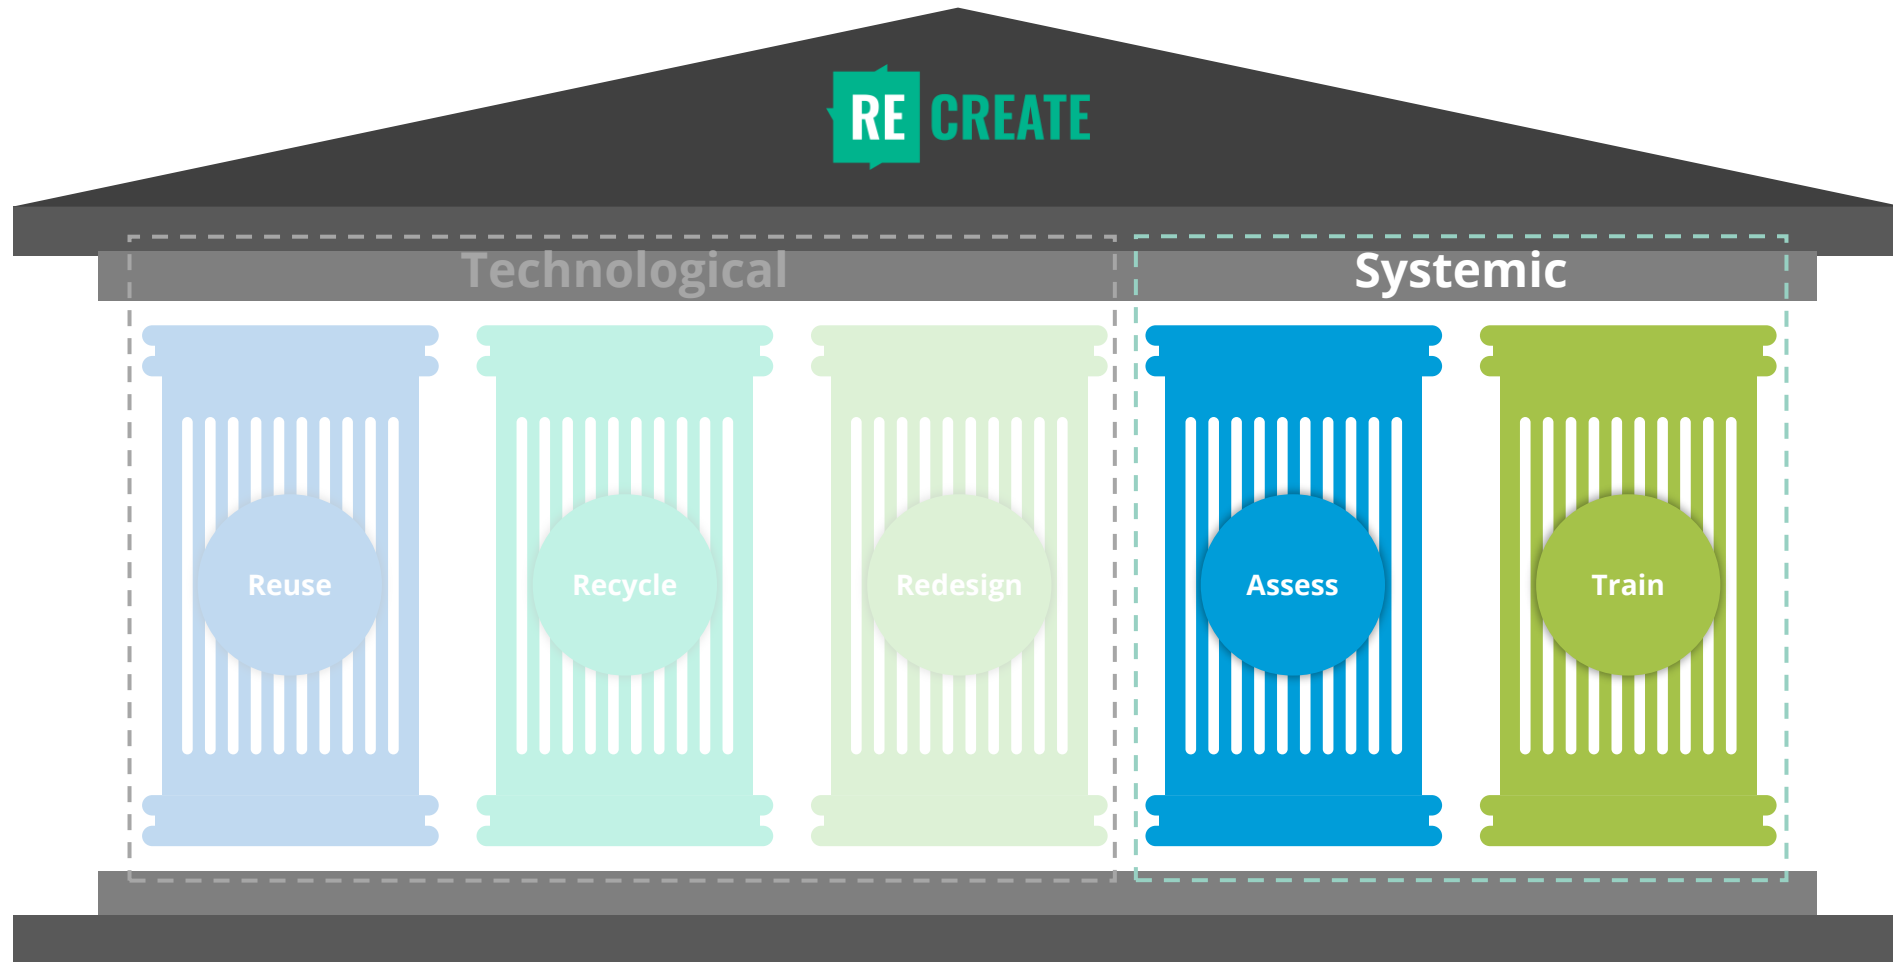 RE CREATE
Technological
Systemic
Reuse
Recycle
Redesign
Assess
Train